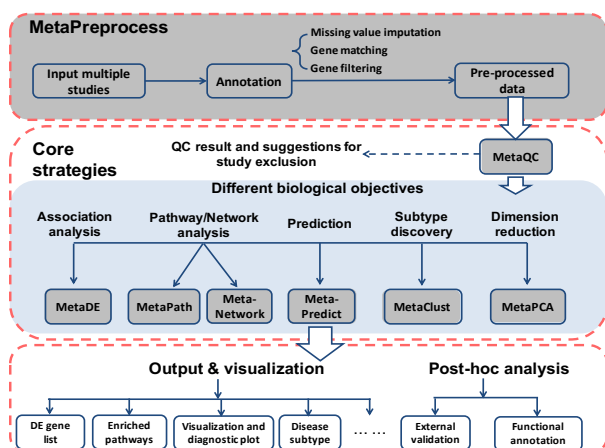 MetaPreprocess
Missing value imputation
Gene matching
Gene filtering
Input multiple
studies
Annotation
Pre-processed
data
Core
strategies
QC result and suggestions for
study exclusion
MetaQC
Different biological objectives
Association
analysis
Pathway/Network
analysis
Prediction
Subtype
discovery
Dimension
reduction
MetaDE
MetaPath
Meta-
Network
Meta-
Predict
MetaClust
MetaPCA
Output & visualization
Post-hoc analysis
DE gene
list
Enriched
pathways
Visualization and
diagnostic plot
Disease
subtype
... ...
External
validation
Functional
annotation